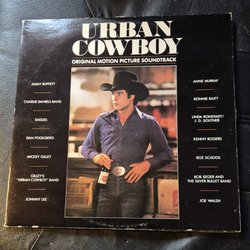 URBAN
COWBOY
ORIGINAL MOTION PICTURE SOUNDTRACK
JIMMY BUFFETT
CHARLIE DANIELS BAND
EAGLES
DAN FOGELBERG
MICKEY GILLEY
GILLEY'S
"URBAN COWBOY" BAND
JOHNNY LEE
ANNE MURRAY
BONNIE RAITT
LINDA RONSTADT/
J. D. SOUTHER
KENNY ROGERS
BOZ SCAGGS
BOB SEGER AND
THE SILVER BULLET BAND
JOE WALSH